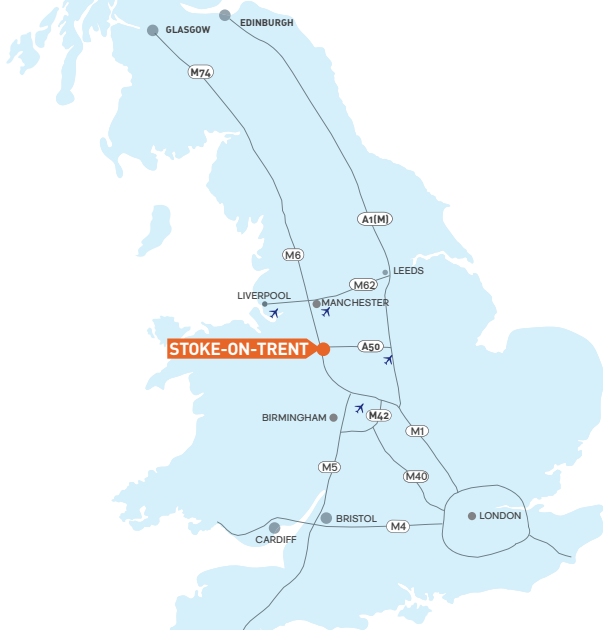 EDINBURGH
GLASGOW
M74
A1(M)
M6
LEEDS
M62
LIVERPOOL
MANCHESTER
STOKE-ON-TRENT
A50
BIRMINGHAM
M42
M1
M5
M40
LONDON
BRISTOL
M4
CARDIFF